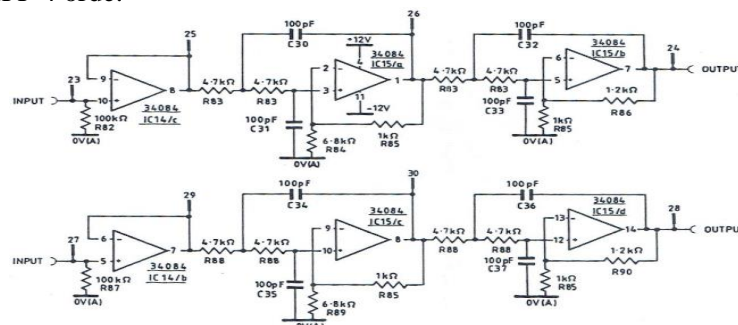 order.
26
100pF
C30
+12V
4
100pF
C32
34084
IC15/b
24
25
34084
IC15/a
9
8
23
INPUT
10
34084
IC14/c
100kΩ
R82
0V(A)
4·7kΩ
R83
4·7kΩ
R83
2
3
1
11
-12V
100pF
C31
6·8kΩ
R84
1kΩ
R85
0V(A)
4·7kΩ
R83
4·7kΩ
R83
6
5
7
OUTPUT
100pF
C33
1·2kΩ
R86
1kΩ
R85
0V(A)
30
100pF
C34
34084
IC15/c
100pF
C36
34084
IC15/d
28
29
6
7
27
INPUT
5
34084
IC14/b
100kΩ
R87
0V(A)
4·7kΩ
R88
4·7kΩ
R88
9
10
8
100pF
C35
6·8kΩ
R89
1kΩ
R85
0V(A)
4·7kΩ
R88
4·7kΩ
R88
13
12
14
OUTPUT
100pF
C37
1·2kΩ
R90
1kΩ
R85
0V(A)